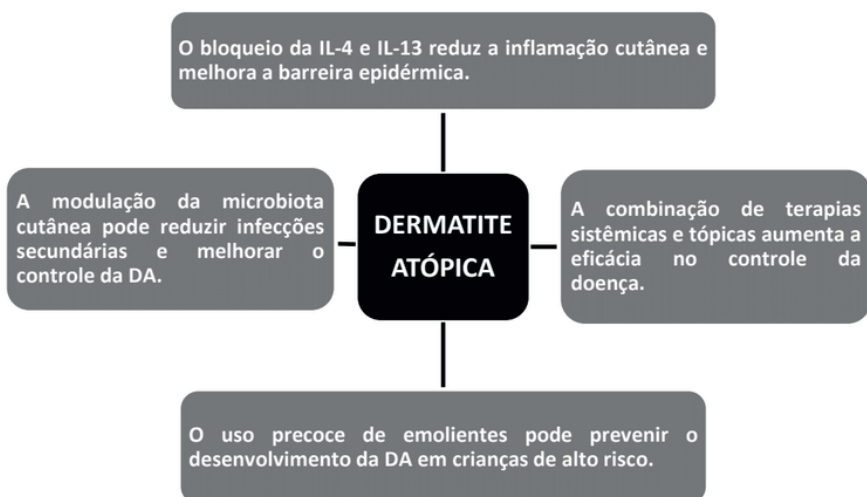 O bloqueio da IL-4 e IL-13 reduz a inflamação cutânea e
melhora a barreira epidérmica.
A modulação da microbiota
cutânea pode reduzir infecções
secundárias e melhorar o
controle da DA.
DERMATITE
ATÓPICA
A combinação de terapias
sistêmicas e tópicas aumenta a
eficácia no controle da
doença.
O uso precoce de emolientes pode prevenir o
desenvolvimento da DA em crianças de alto risco.